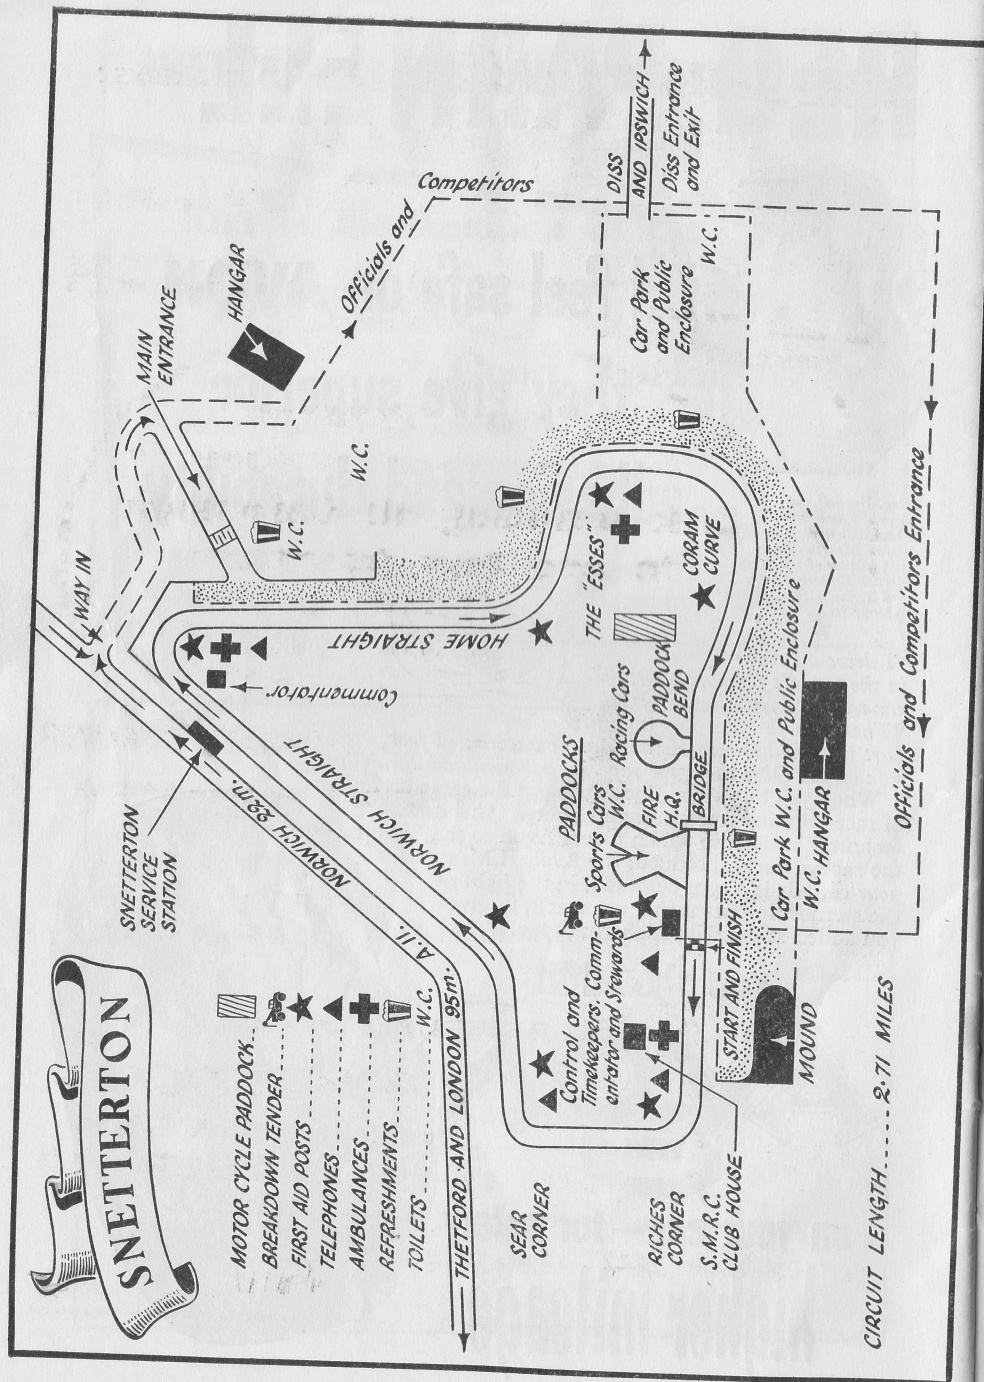 SNETTERTON
MOTOR CYCLE PADDOCK
BREAKDOWN TENDER
FIRST AID POSTS
TELEPHONES
AMBULANCES
REFRESHMENTS
TOILETS W.C.
THETFORD AND LONDON 95m.
A.11.
NORWICH 22m.
SNETTERTON
SERVICE
STATION
WAY IN
MAIN
ENTRANCE
HANGAR
Officials and
Competitors
W.C.
W.C.
NORWICH STRAIGHT
Commentator
HOME STRAIGHT
THE "ESSES"
CORAM
CURVE
DISS
AND IPSWICH
Diss Entrance
and Exit
Car Park
and Public
Enclosure
W.C.
SEAR
CORNER
Control and
Timekeepers, Comm-
entator and Stewards
PADDOCKS
Sports Cars Racing Cars
W.C.
FIRE
H.Q.
PADDOCK
BEND
BRIDGE
RICHES
CORNER
S.M.R.C.
CLUB HOUSE
START AND FINISH
MOUND
Car Park W.C. and Public Enclosure
W.C.
HANGAR
Officials and Competitors Entrance
CIRCUIT LENGTH.....2·71 MILES